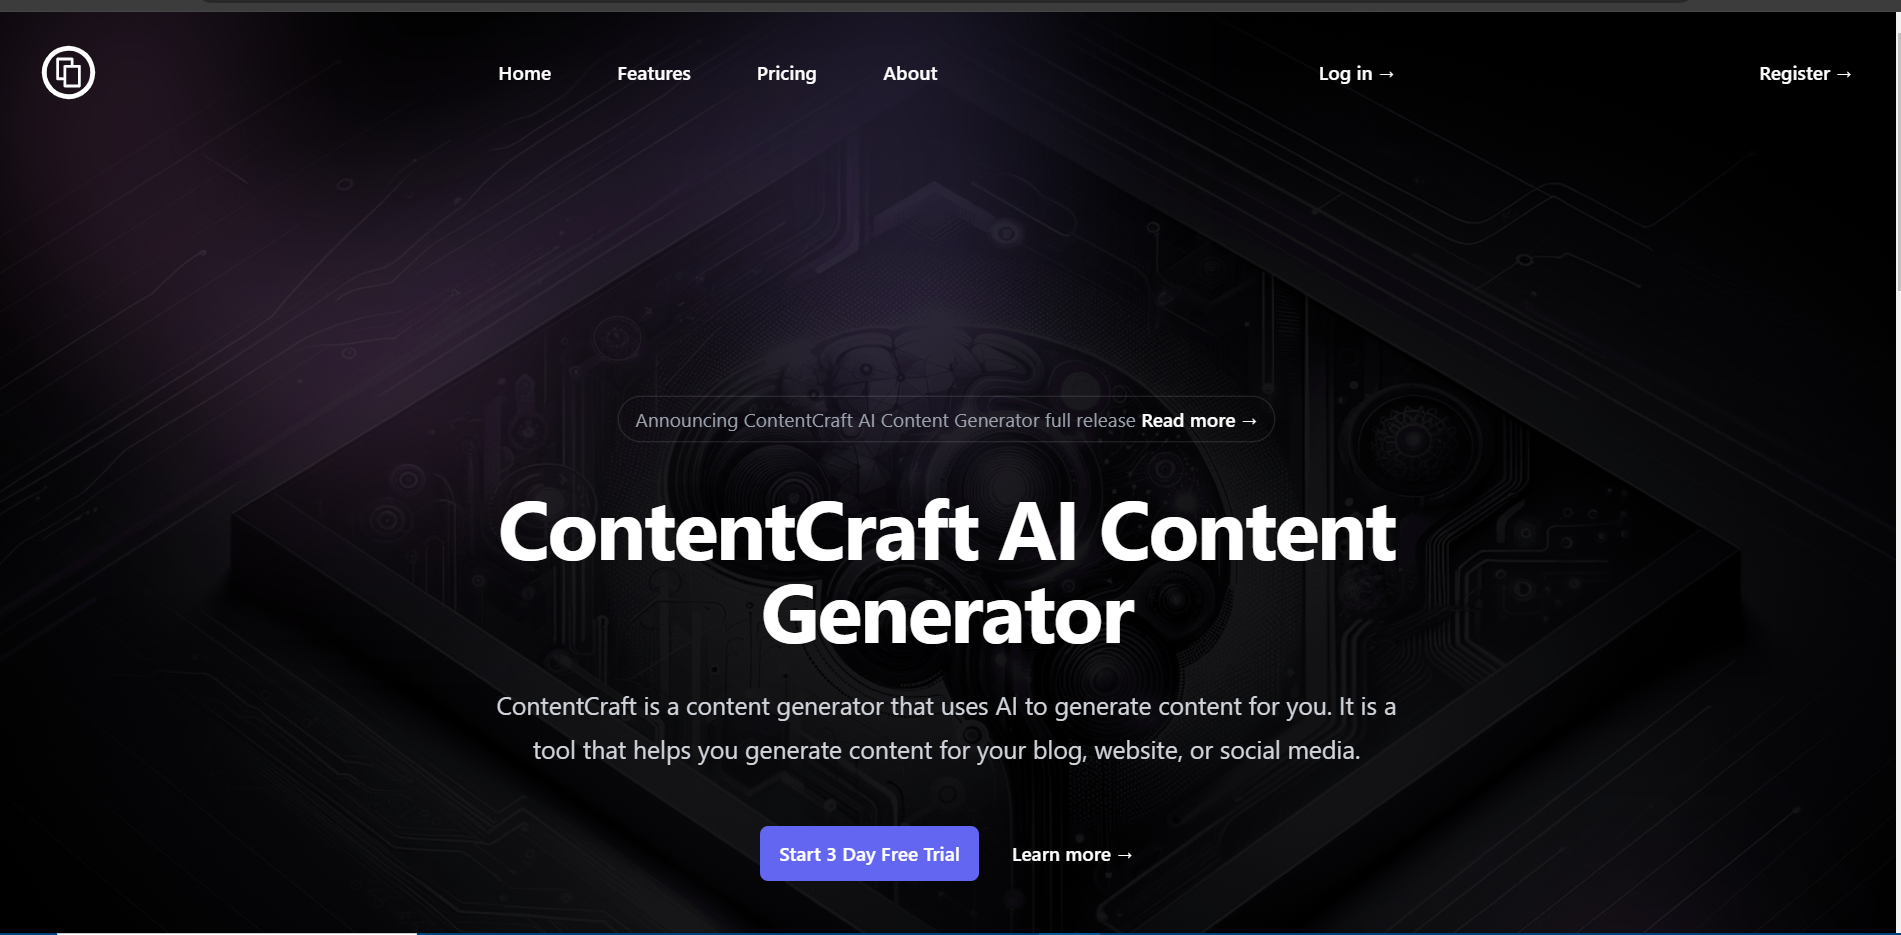 Home Features Pricing About Log in → Register →
Announcing ContentCraft AI Content Generator full release Read more →
ContentCraft AI Content
Generator
ContentCraft is a content generator that uses AI to generate content for you. It is a
tool that helps you generate content for your blog, website, or social media.
Start 3 Day Free Trial Learn more →